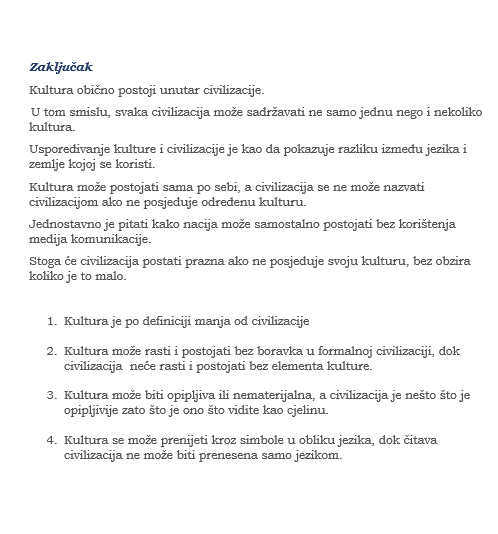 Zaključak
Kultura obično postoji unutar civilizacije.
U tom smislu, svaka civilizacija može sadržavati ne samo jednu nego i nekoliko
kultura.
Uspoređivanje kulture i civilizacije je kao da pokazuje razliku između jezika i
zemlje kojoj se koristi.
Kultura može postojati sama po sebi, a civilizacija se ne može nazvati
civilizacijom ako ne posjeduje određenu kulturu.
Jednostavno je pitati kako nacija može samostalno postojati bez korištenja
medija komunikacije.
Stoga će civilizacija postati prazna ako ne posjeduje svoju kulturu, bez obzira
koliko je to malo.
1. Kultura je po definiciji manja od civilizacije
2. Kultura može rasti i postojati bez boravka u formalnoj civilizaciji, dok
civilizacija neće rasti i postojati bez elementa kulture.
3. Kultura može biti opipljiva ili nematerijalna, a civilizacija je nešto što je
opipljivije zato što je ono što vidite kao cjelinu.
4. Kultura se može prenijeti kroz simbole u obliku jezika, dok čitava
civilizacija ne može biti prenesena samo jezikom.